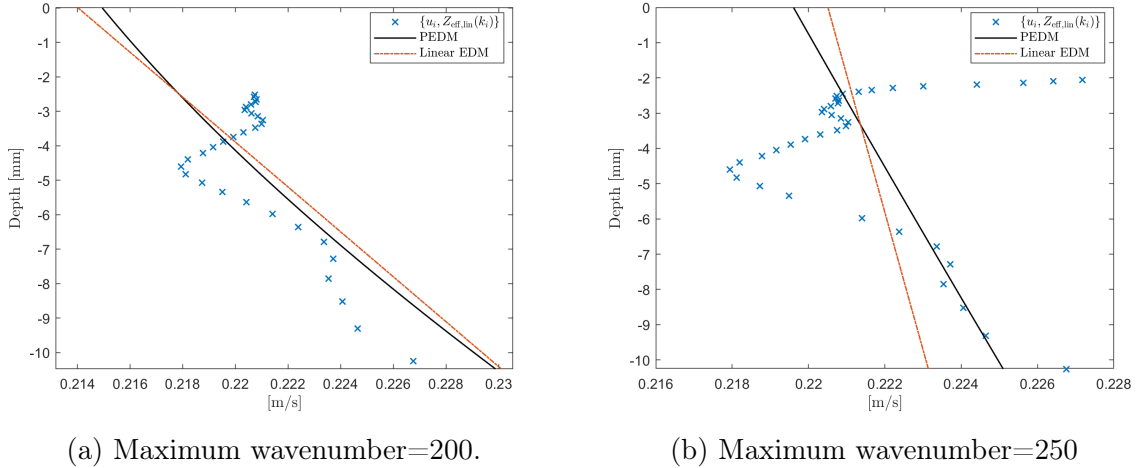 {u_i, Z_eff,lin(k_i)}
PEDM
Linear EDM
Depth [mm]
0
-1
-2
-3
-4
-5
-6
-7
-8
-9
-10
0.214 0.216 0.218 0.22 0.222 0.224 0.226 0.228 0.23
[m/s]
(a) Maximum wavenumber=200.
{u_i, Z_eff,lin(k_i)}
PEDM
Linear EDM
Depth [mm]
0
-1
-2
-3
-4
-5
-6
-7
-8
-9
-10
0.216 0.218 0.22 0.222 0.224 0.226 0.228
[m/s]
(b) Maximum wavenumber=250